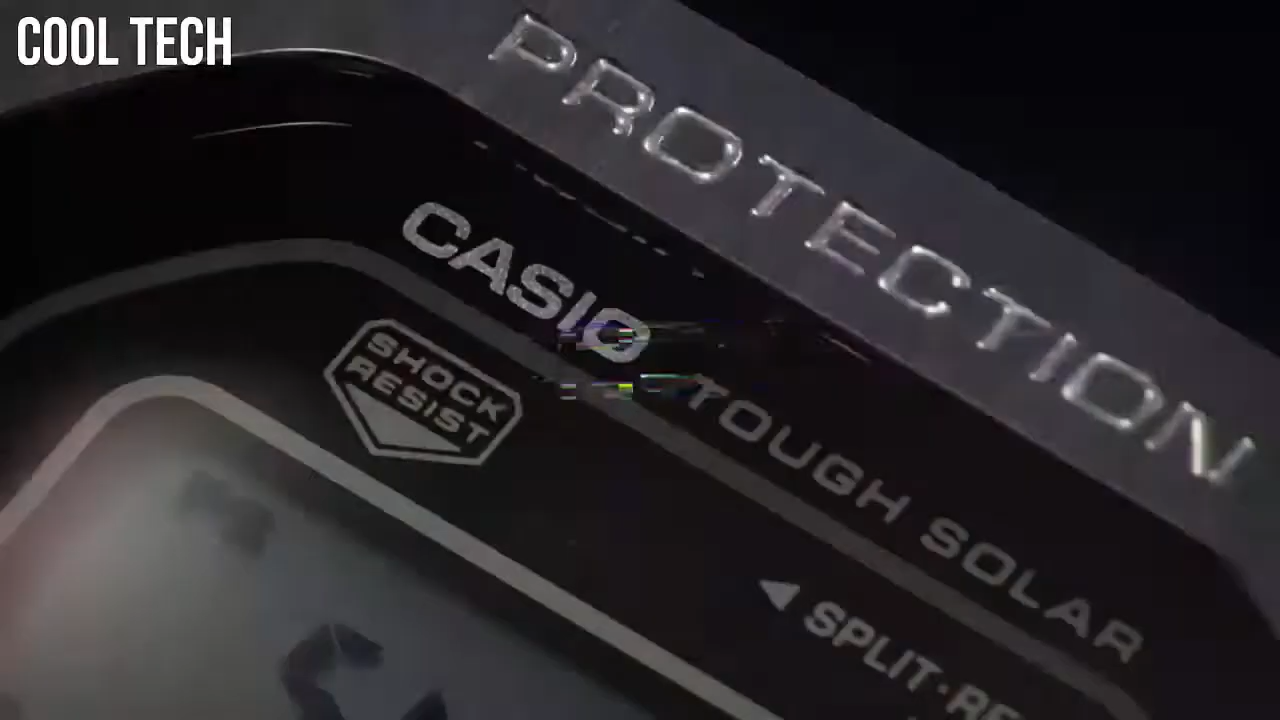 COOL TECH
PROTECTION
CASIO
TOUGH SOLAR
SHOCK
RESIST
SPLIT·RE